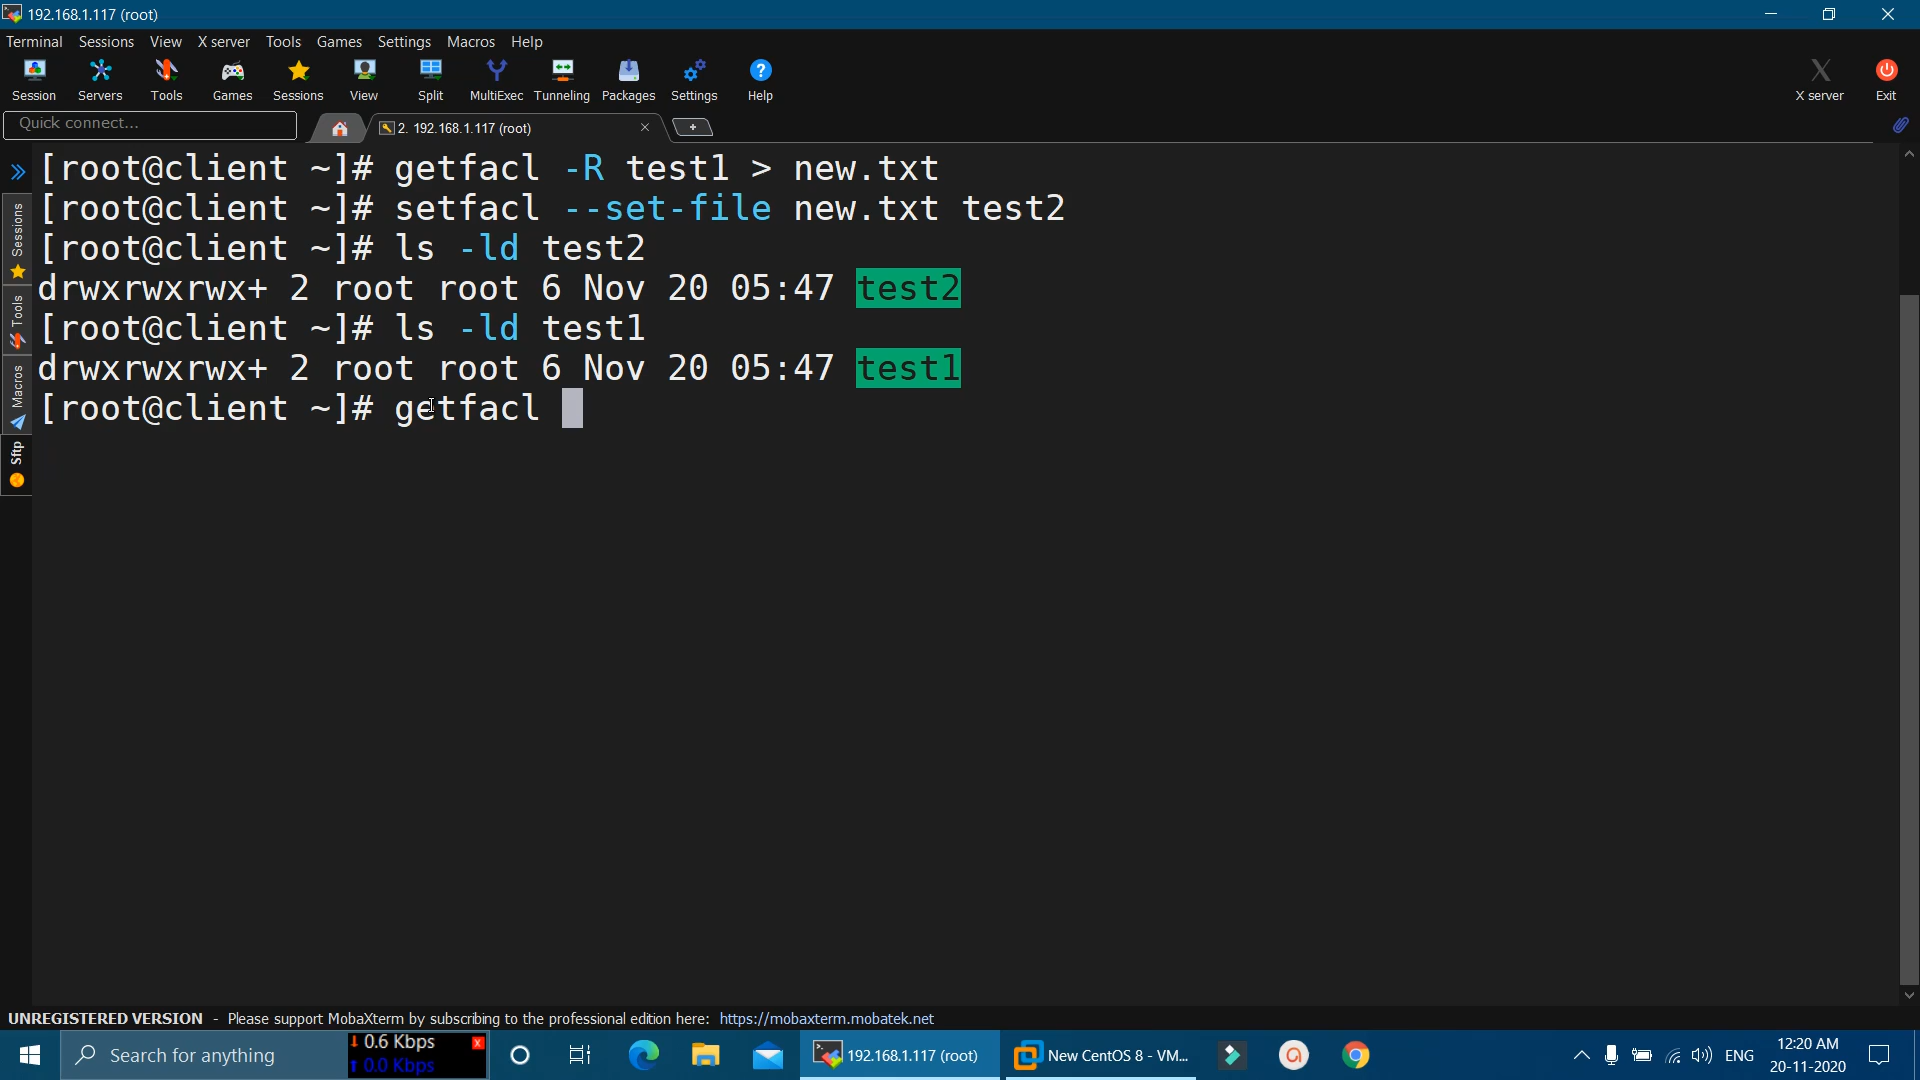 192.168.1.117 (root)
Terminal Sessions View X server Tools Games Settings Macros Help
Session Servers Tools Games Sessions View Split MultiExec Tunneling Packages Settings Help X server Exit
Quick connect...
2. 192.168.1.117 (root)
[root@client ~]# getfacl -R test1 > new.txt
[root@client ~]# setfacl --set-file new.txt test2
[root@client ~]# ls -ld test2
drwxrwxrwx+ 2 root root 6 Nov 20 05:47 test2
[root@client ~]# ls -ld test1
drwxrwxrwx+ 2 root root 6 Nov 20 05:47 test1
[root@client ~]# getfacl
Sessions
Tools
Macros
Sftp
UNREGISTERED VERSION - Please support MobaXterm by subscribing to the professional edition here: https://mobaxterm.mobatek.net
Search for anything
0.6 Kbps
0.0 Kbps
192.168.1.117 (root)
New CentOS 8 - VM...
ENG
12:20 AM
20-11-2020